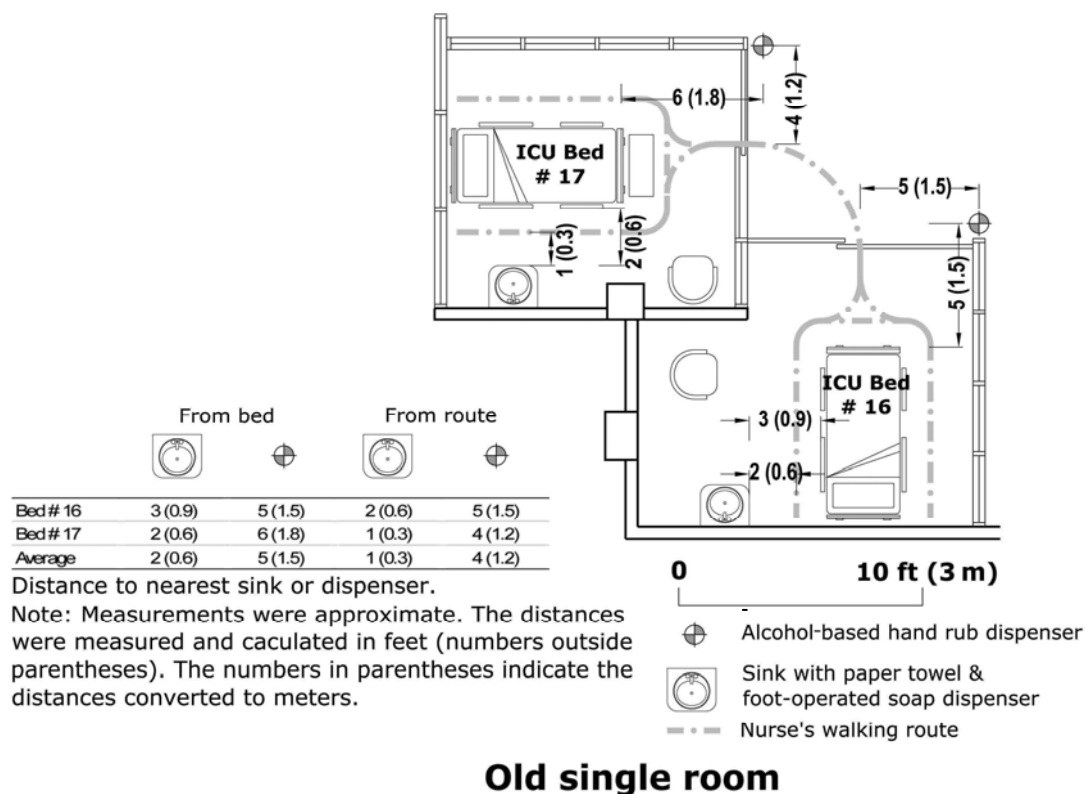 6 (1.8)
4 (1.2)
ICU Bed
# 17
5 (1.5)
1 (0.3)
2 (0.6)
5 (1.5)
ICU Bed
# 16
3 (0.9)
2 (0.6)
From bed From route
Bed # 16 3 (0.9) 5 (1.5) 2 (0.6) 5 (1.5)
Bed # 17 2 (0.6) 6 (1.8) 1 (0.3) 4 (1.2)
Average 2 (0.6) 5 (1.5) 1 (0.3) 4 (1.2)
Distance to nearest sink or dispenser.
Note: Measurements were approximate. The distances
were measured and caculated in feet (numbers outside
parentheses). The numbers in parentheses indicate the
distances converted to meters.
0 10 ft (3 m)
Alcohol-based hand rub dispenser
Sink with paper towel &
foot-operated soap dispenser
Nurse's walking route
Old single room